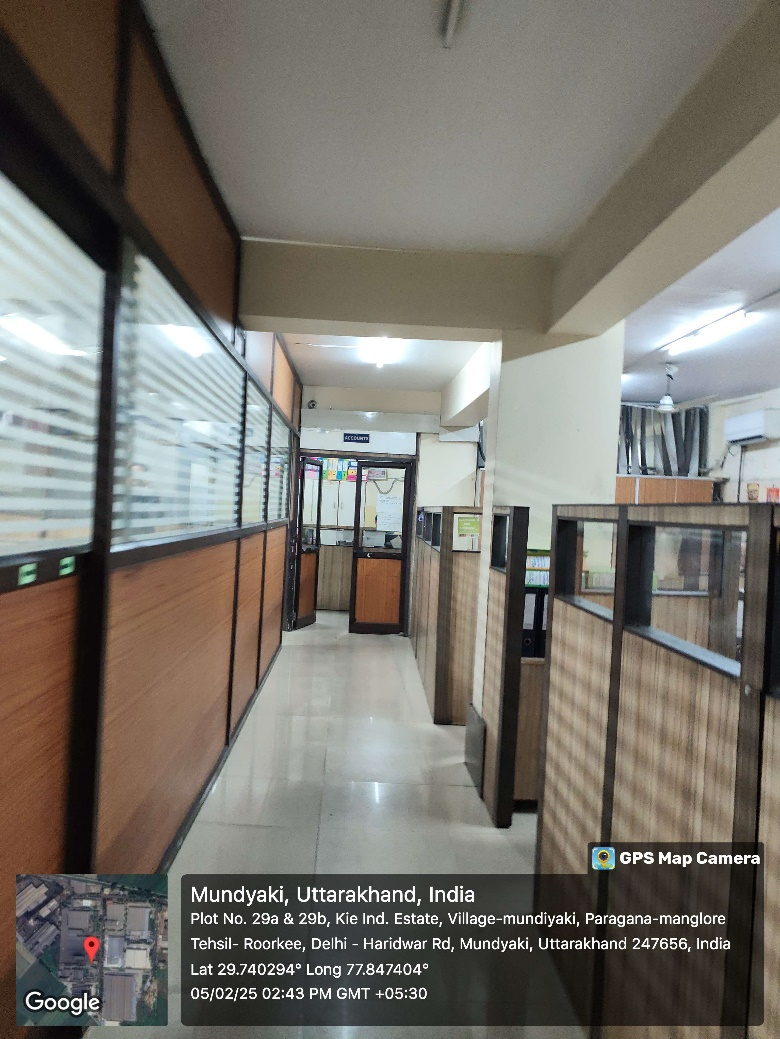 ACCOUNTS
GPS Map Camera
Mundyaki, Uttarakhand, India
Plot No. 29a & 29b, Kie Ind. Estate, Village-mundiyaki, Paragana-manglore
Tehsil- Roorkee, Delhi - Haridwar Rd, Mundyaki, Uttarakhand 247656, India
Lat 29.740294° Long 77.847404°
05/02/25 02:43 PM GMT +05:30
Google